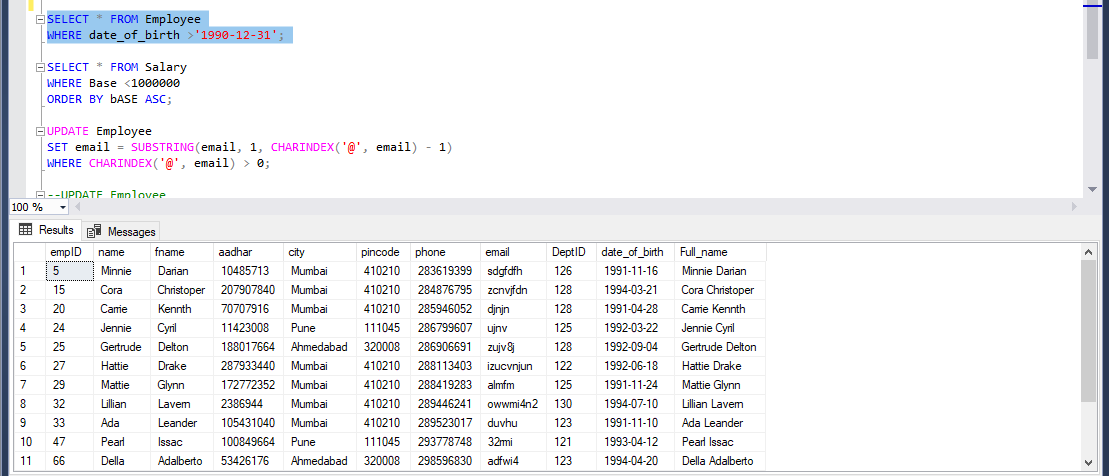 SELECT * FROM Employee
WHERE date_of_birth >'1990-12-31';
SELECT * FROM Salary
WHERE Base <1000000
ORDER BY bASE ASC;
UPDATE Employee
SET email = SUBSTRING(email, 1, CHARINDEX('@', email) - 1)
WHERE CHARINDEX('@', email) > 0;
--UPDATE Employee
100 %
Results Messages
empID name fname aadhar city pincode phone email DeptID date_of_birth Full_name
1 5 Minnie Darian 10485713 Mumbai 410210 283619399 sdgfdfh 126 1991-11-16 Minnie Darian
2 15 Cora Christoper 207907840 Mumbai 410210 284876795 zcnvjfdn 128 1994-03-21 Cora Christoper
3 20 Carrie Kennth 70707916 Mumbai 410210 285946052 djnjn 128 1991-04-28 Carrie Kennth
4 24 Jennie Cyril 11423008 Pune 111045 286799607 ujnv 125 1992-03-22 Jennie Cyril
5 25 Gertrude Delton 188017664 Ahmedabad 320008 286906691 zujv8j 128 1992-09-04 Gertrude Delton
6 27 Hattie Drake 287933440 Mumbai 410210 288113403 izucvnjun 122 1992-06-18 Hattie Drake
7 29 Mattie Glynn 172772352 Mumbai 410210 288419283 almfm 125 1991-11-24 Mattie Glynn
8 32 Lillian Lavern 2386944 Mumbai 410210 289446241 owwmi4n2 130 1994-07-10 Lillian Lavern
9 33 Ada Leander 105431040 Mumbai 410210 289523017 duvhu 123 1991-11-10 Ada Leander
10 47 Pearl Issac 100849664 Pune 111045 293778748 32rmi 121 1993-04-12 Pearl Issac
11 66 Della Adalberto 53426176 Ahmedabad 320008 298596830 adfwi4 123 1994-04-20 Della Adalberto